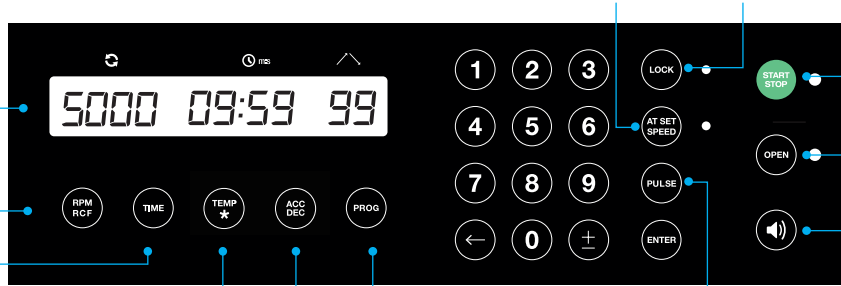 m:s
5000 09:59 99
RPM
RCF
TIME
TEMP
*
ACC
DEC
PROG
1 2 3
4 5 6
7 8 9
← 0 ±
LOCK
AT SET
SPEED
PULSE
ENTER
START
STOP
OPEN